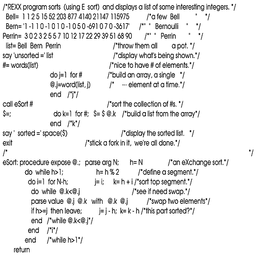 /*REXX program sorts (using E sort) and displays a list of some interesting integers. */
Bell= 1 1 2 5 15 52 203 877 4140 21147 115975 /*a few Bell " */
Bern= '1 -1 1 0 -1 0 1 0 -1 0 5 0 -691 0 7 0 -3617' /*" " Bernoulli " */
Perrin= 3 0 2 3 2 5 5 7 10 12 17 22 29 39 51 68 90 /*" " Perrin " */
list= Bell Bern Perrin /*throw them all a pot. */
say 'unsorted =' list /*display what's being shown.*/
#= words(list) /*nice to have # of elements.*/
do j=1 for # /*build an array, a single */
@.j=word(list, j) /* ··· element at a time.*/
end /*j*/
call eSort # /*sort the collection of #s. */
$=; do k=1 for #; $= $ @.k /*build a list from the array*/
end /*k*/
say ' sorted =' space($) /*display the sorted list. */
exit /*stick a fork in it, we're all done.*/
/* */
eSort: procedure expose @.; parse arg N; h= N /*an eXchange sort.*/
do while h>1; h= h % 2 /*define a segment.*/
do i=1 for N-h; j= i; k= h + i /*sort top segment.*/
do while @.k<@.j /*see if need swap.*/
parse value @.j @.k with @.k @.j /*swap two elements*/
if h>=j then leave; j= j - h; k= k - h /*this part sorted?*/
end /*while @.k<@.j*/
end /*i*/
end /*while h>1*/
return